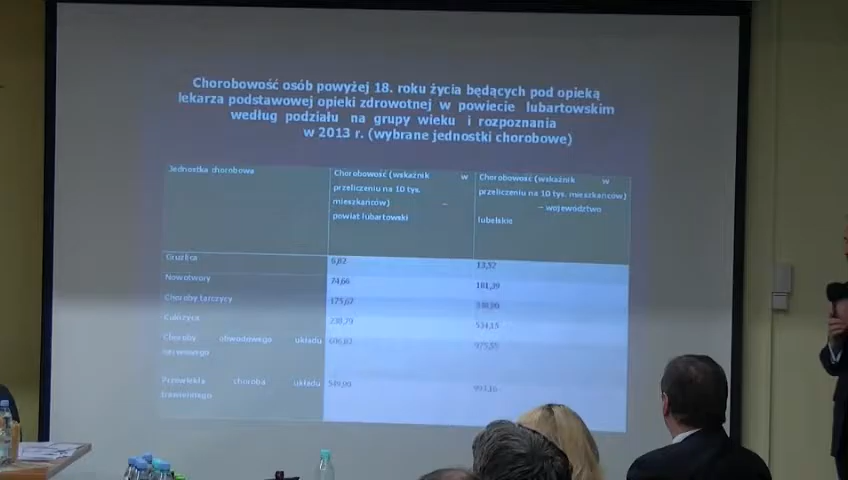 Chorobowość osób powyżej 18. roku życia będących pod opieką
lekarza podstawowej opieki zdrowotnej w powiecie lubartowskim
według podziału na grupy wieku i rozpoznania
w 2013 r. (wybrane jednostki chorobowe)
Jednostka chorobowa
Chorobowość (wskaźnik w
przeliczeniu na 10 tys.
mieszkańców) –
powiat lubartowski
Chorobowość (wskaźnik w
przeliczeniu na 10 tys. mieszkańców)
– województwo
lubelskie
Gruźlica 6,82 13,52
Nowotwory 74,66 181,39
Choroby tarczycy 175,67
Cukrzyca 238,79 534,15
Choroby obwodowego układu
nerwowego
Przewlekła choroba układu
trawiennego